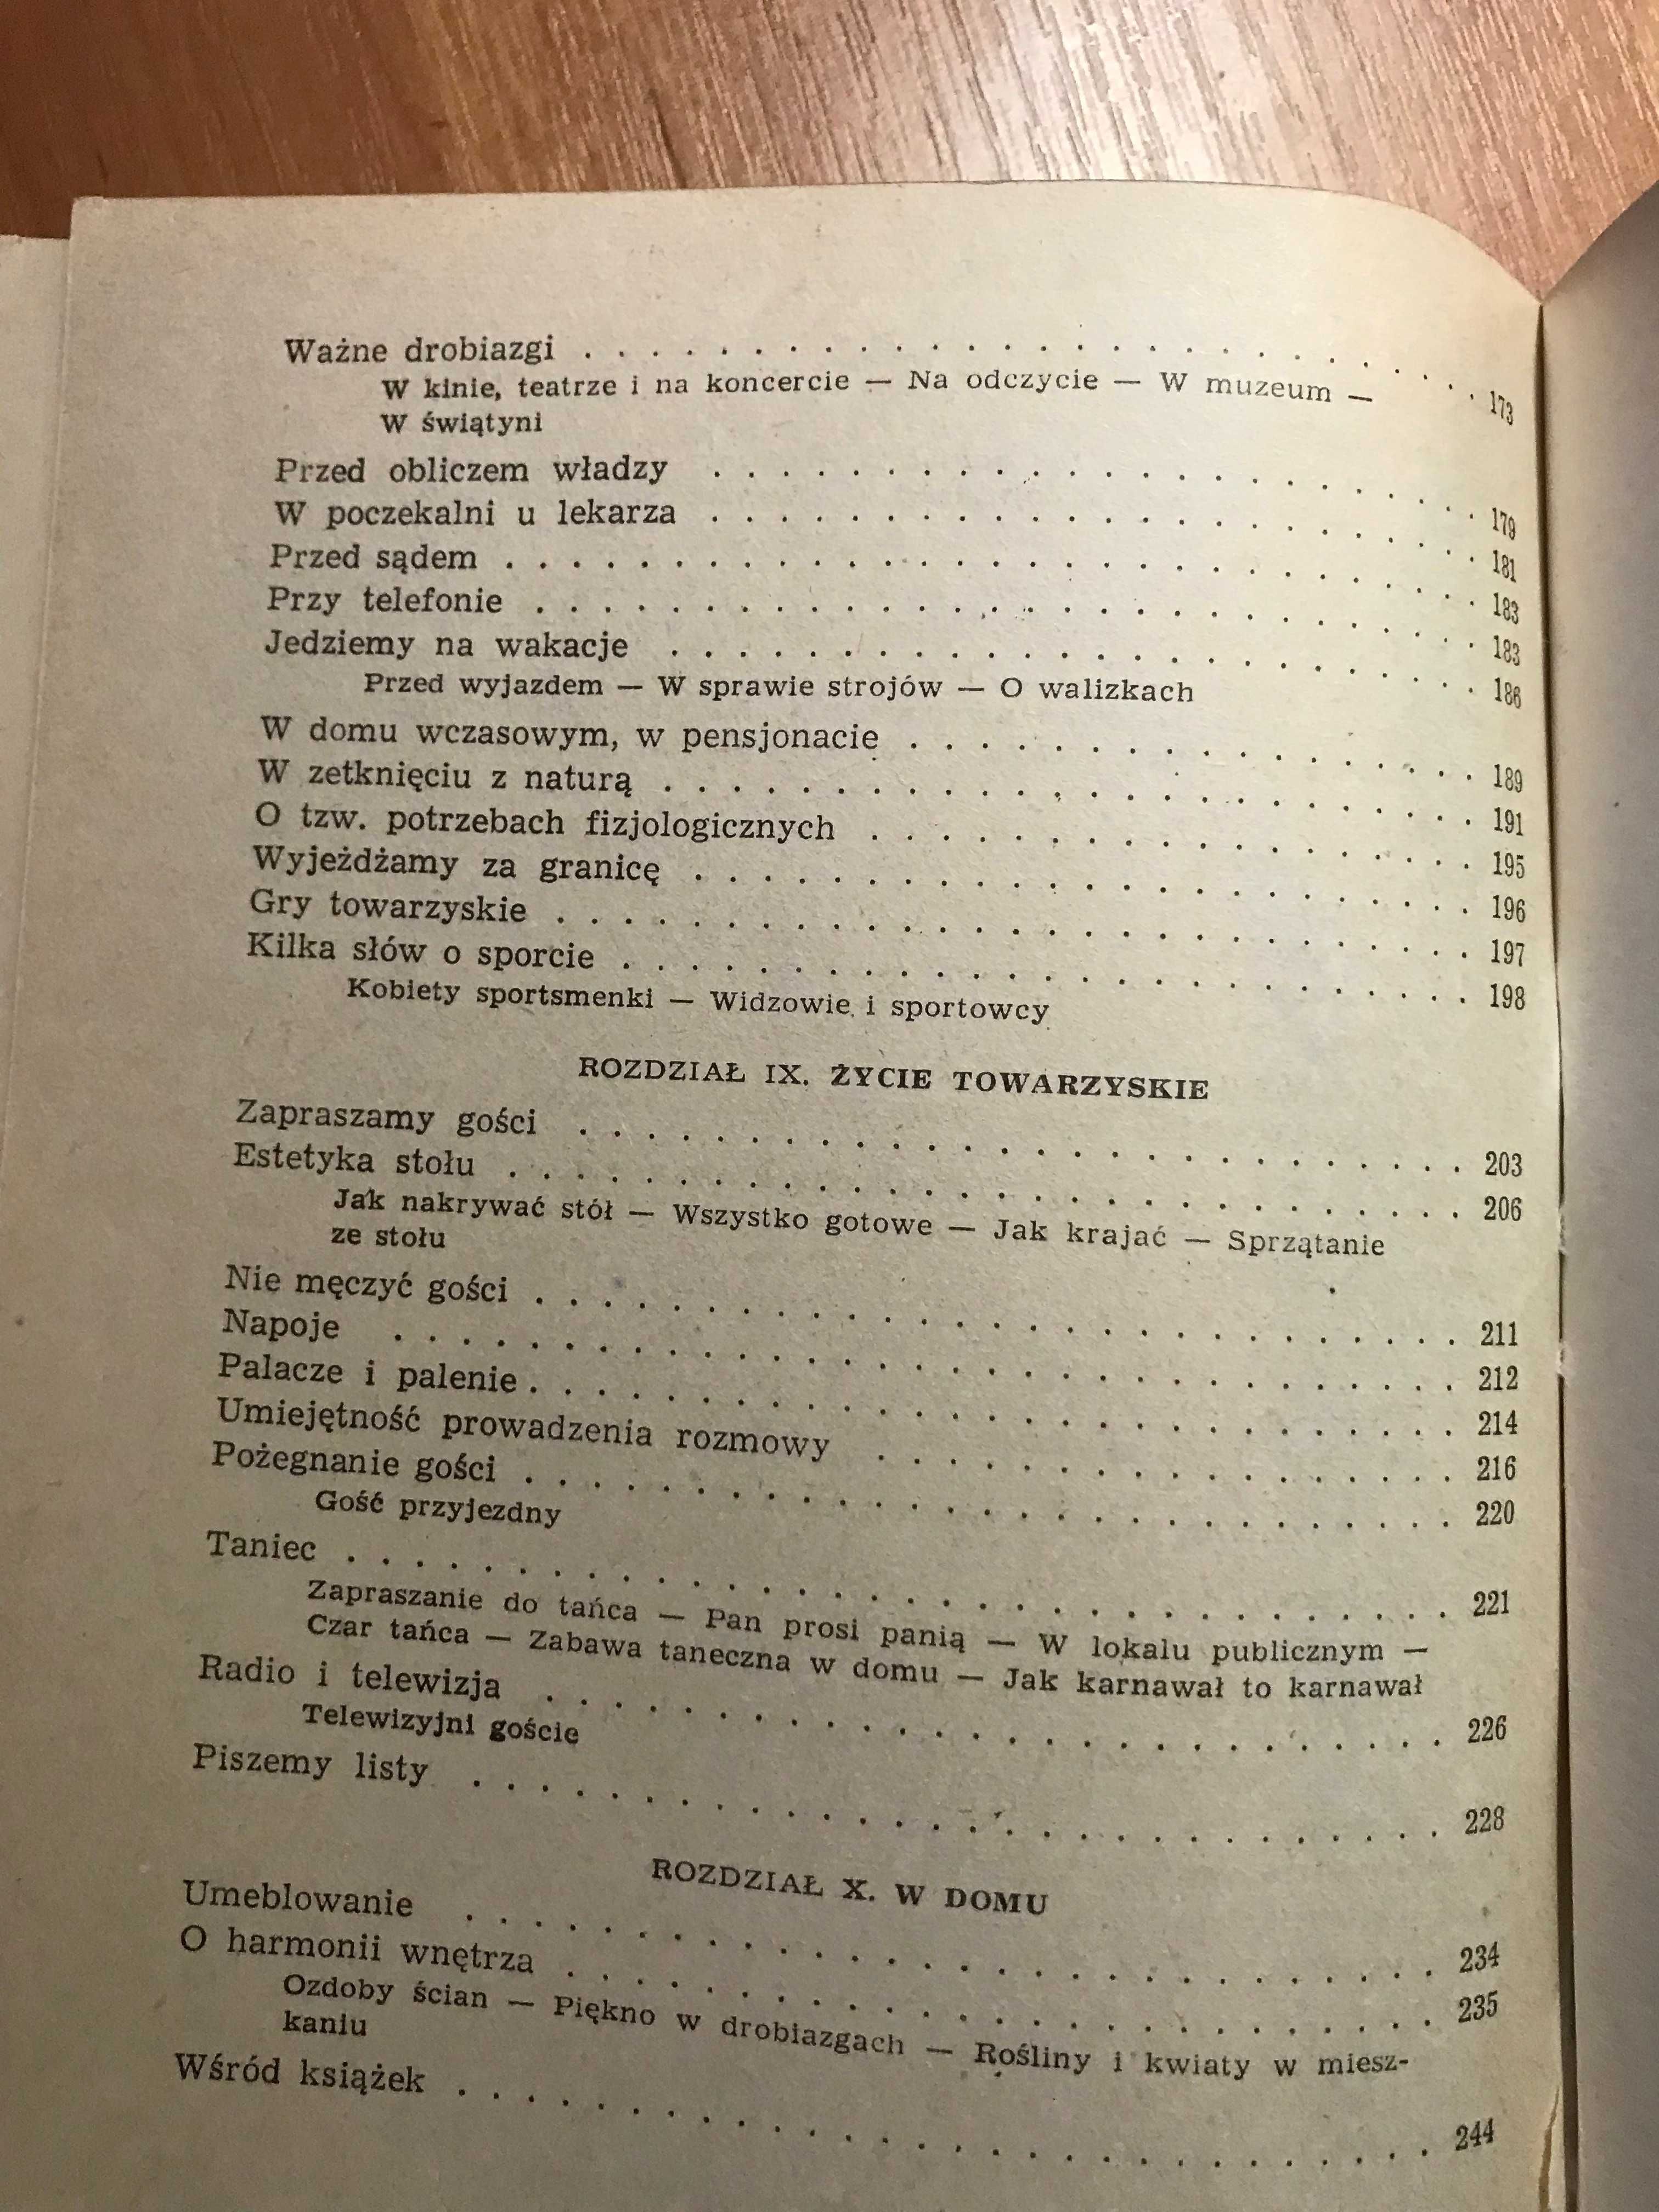 Ważne drobiazgi . . . . . . . . . . . . . . . . . . . . . . . . . . 173
W kinie, teatrze i na koncercie — Na odczycie — W muzeum —
W świątyni
Przed obliczem władzy . . . . . . . . . . . . . . . . . . . . . . 179
W poczekalni u lekarza . . . . . . . . . . . . . . . . . . . . . . 181
Przed sądem . . . . . . . . . . . . . . . . . . . . . . . . . . . . 183
Przy telefonie . . . . . . . . . . . . . . . . . . . . . . . . . . . 183
Jedziemy na wakacje . . . . . . . . . . . . . . . . . . . . . . . 186
Przed wyjazdem — W sprawie strojów — O walizkach
W domu wczasowym, w pensjonacie . . . . . . . . . . . . . . . . 189
W zetknięciu z naturą . . . . . . . . . . . . . . . . . . . . . . . 191
O tzw. potrzebach fizjologicznych . . . . . . . . . . . . . . . . . 195
Wyjeżdżamy za granicę . . . . . . . . . . . . . . . . . . . . . . 196
Gry towarzyskie . . . . . . . . . . . . . . . . . . . . . . . . . . 197
Kilka słów o sporcie . . . . . . . . . . . . . . . . . . . . . . . . 198
Kobiety sportsmenki — Widzowie i sportowcy
ROZDZIAŁ IX. ŻYCIE TOWARZYSKIE
Zapraszamy gości . . . . . . . . . . . . . . . . . . . . . . . . . 203
Estetyka stołu . . . . . . . . . . . . . . . . . . . . . . . . . . . 206
Jak nakrywać stół — Wszystko gotowe — Jak krajać — Sprzątanie
ze stołu
Nie męczyć gości . . . . . . . . . . . . . . . . . . . . . . . . . . 211
Napoje . . . . . . . . . . . . . . . . . . . . . . . . . . . . . . 212
Palacze i palenie . . . . . . . . . . . . . . . . . . . . . . . . . . 214
Umiejętność prowadzenia rozmowy . . . . . . . . . . . . . . . . 216
Pożegnanie gości . . . . . . . . . . . . . . . . . . . . . . . . . . 220
Gość przyjezdny
Taniec . . . . . . . . . . . . . . . . . . . . . . . . . . . . . . . 221
Zapraszanie do tańca — Pan prosi panią — W lokalu publicznym —
Czar tańca — Zabawa taneczna w domu — Jak karnawał to karnawał
Radio i telewizja . . . . . . . . . . . . . . . . . . . . . . . . . . 226
Telewizyjni goście
Piszemy listy . . . . . . . . . . . . . . . . . . . . . . . . . . . . 228
ROZDZIAŁ X. W DOMU
Umeblowanie . . . . . . . . . . . . . . . . . . . . . . . . . . . . 234
O harmonii wnętrza . . . . . . . . . . . . . . . . . . . . . . . . . 235
Ozdoby ścian — Piękno w drobiazgach — Rośliny i kwiaty w miesz-
kaniu
Wśród książek . . . . . . . . . . . . . . . . . . . . . . . . . . . . 244